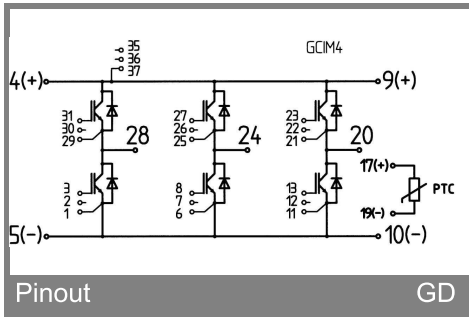 35
36 GCIM4
37
4(+) 9(+)
31 27 23
30 26 22
29 28 25 24 21 20
17(+)
3 8 13 PTC
2 7 12
1 6 11 19(-)
5(-) 10(-)
Pinout GD